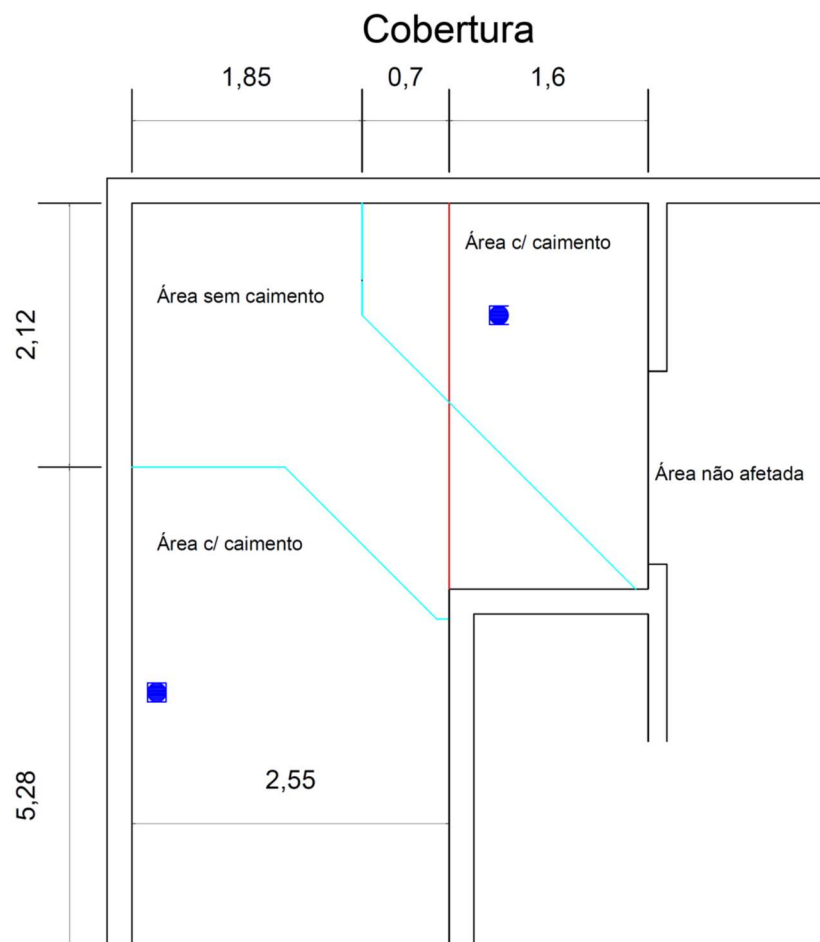 Cobertura
1,85
0,7
1,6
Área c/ caimento
Área sem caimento
2,12
Área não afetada
Área c/ caimento
2,55
5,28